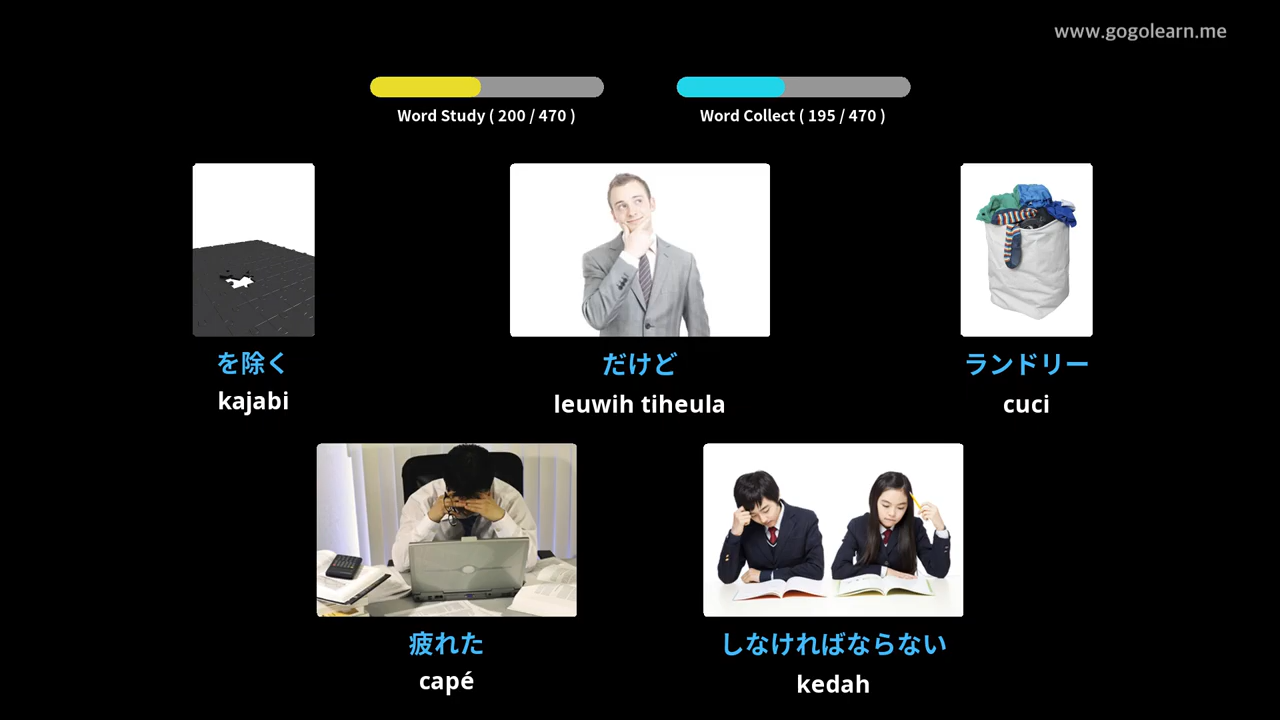 www.gogolearn.me
Word Study ( 200 / 470 )
Word Collect ( 195 / 470 )
を除く
kajabi
だけど
leuwih tiheula
ランドリー
cuci
疲れた
capé
しなければならない
kedah